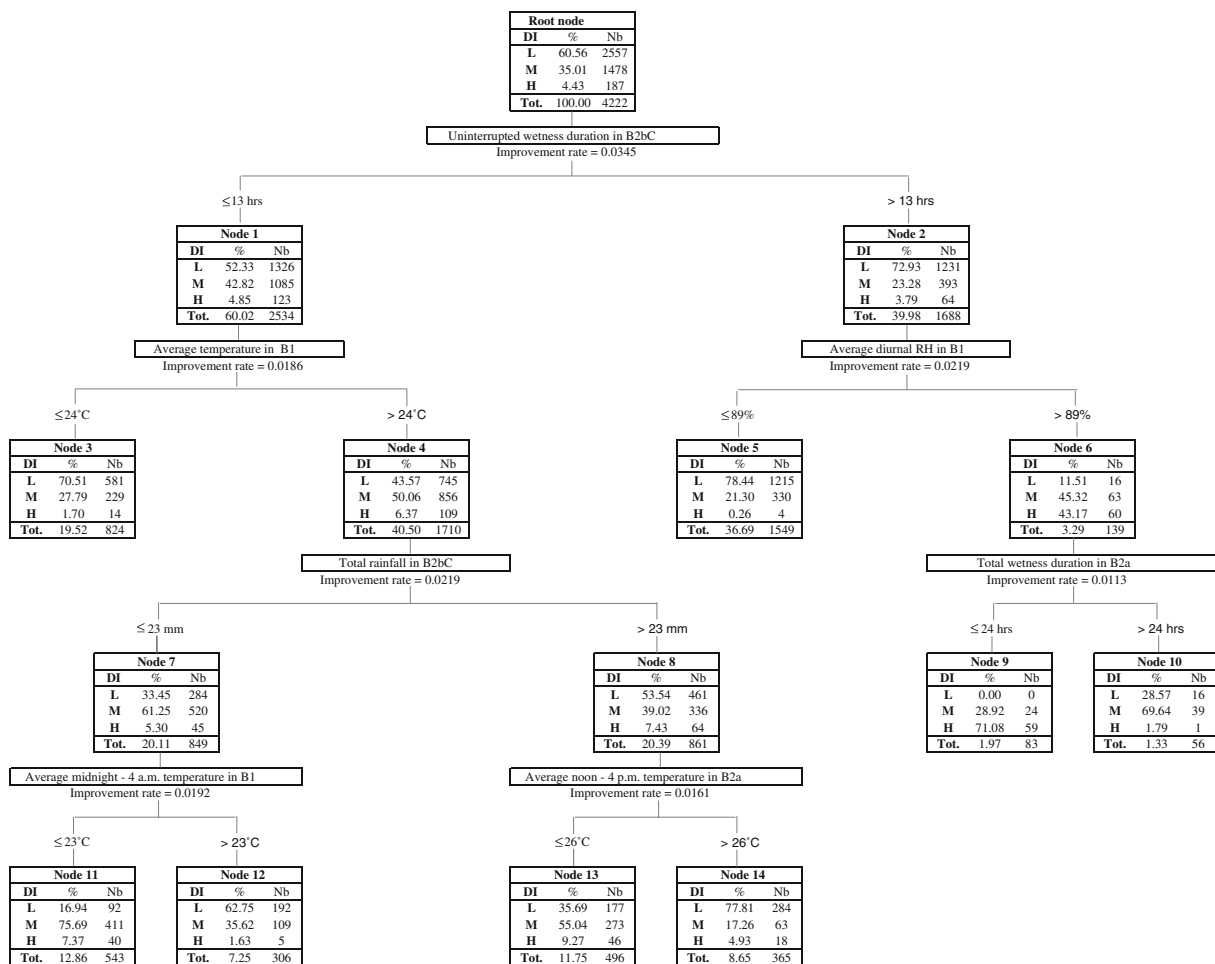 Root node
DI % Nb
L 60.56 2557
M 35.01 1478
H 4.43 187
Tot. 100.00 4222
Uninterrupted wetness duration in B2bC
Improvement rate = 0.0345
≤13 hrs
> 13 hrs
Node 1
DI % Nb
L 52.33 1326
M 42.82 1085
H 4.85 123
Tot. 60.02 2534
Node 2
DI % Nb
L 72.93 1231
M 23.28 393
H 3.79 64
Tot. 39.98 1688
Average temperature in B1
Improvement rate = 0.0186
Average diurnal RH in B1
Improvement rate = 0.0219
≤24˚C
> 24˚C
≤89%
> 89%
Node 3
DI % Nb
L 70.51 581
M 27.79 229
H 1.70 14
Tot. 19.52 824
Node 4
DI % Nb
L 43.57 745
M 50.06 856
H 6.37 109
Tot. 40.50 1710
Node 5
DI % Nb
L 78.44 1215
M 21.30 330
H 0.26 4
Tot. 36.69 1549
Node 6
DI % Nb
L 11.51 16
M 45.32 63
H 43.17 60
Tot. 3.29 139
Total rainfall in B2bC
Improvement rate = 0.0219
Total wetness duration in B2a
Improvement rate = 0.0113
≤ 23 mm
> 23 mm
≤ 24 hrs
> 24 hrs
Node 7
DI % Nb
L 33.45 284
M 61.25 520
H 5.30 45
Tot. 20.11 849
Node 8
DI % Nb
L 53.54 461
M 39.02 336
H 7.43 64
Tot. 20.39 861
Node 9
DI % Nb
L 0.00 0
M 28.92 24
H 71.08 59
Tot. 1.97 83
Node 10
DI % Nb
L 28.57 16
M 69.64 39
H 1.79 1
Tot. 1.33 56
Average midnight - 4 a.m. temperature in B1
Improvement rate = 0.0192
Average noon - 4 p.m. temperature in B2a
Improvement rate = 0.0161
≤23˚C
> 23˚C
≤26˚C
> 26˚C
Node 11
DI % Nb
L 16.94 92
M 75.69 411
H 7.37 40
Tot. 12.86 543
Node 12
DI % Nb
L 62.75 192
M 35.62 109
H 1.63 5
Tot. 7.25 306
Node 13
DI % Nb
L 35.69 177
M 55.04 273
H 9.27 46
Tot. 11.75 496
Node 14
DI % Nb
L 77.81 284
M 17.26 63
H 4.93 18
Tot. 8.65 365